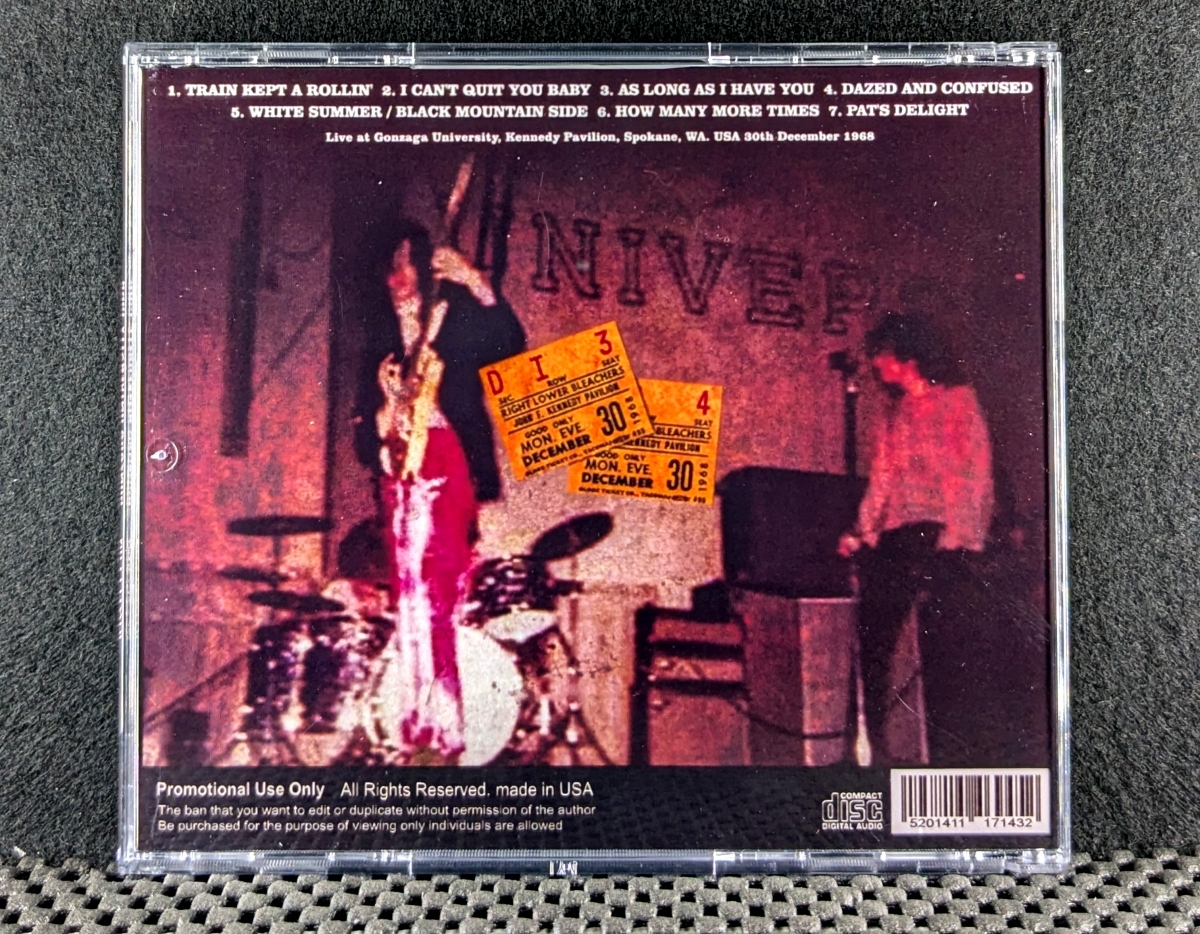 1. TRAIN KEPT A ROLLIN' 2. I CAN'T QUIT YOU BABY 3. AS LONG AS I HAVE YOU 4. DAZED AND CONFUSED
5. WHITE SUMMER / BLACK MOUNTAIN SIDE 6. HOW MANY MORE TIMES 7. PAT'S DELIGHT
Live at Gonzaga University, Kennedy Pavilion, Spokane, WA. USA 30th December 1968
NIVER
D I 3
SEC ROW SEAT
RIGHT LOWER BLEACHERS
JOHN F. KENNEDY PAVILION
GOOD ONLY
MON. EVE.
DECEMBER 30 1968
4
SEAT
BLEACHERS
KENNEDY PAVILION
GOOD ONLY
MON. EVE.
DECEMBER 30 1968
Promotional Use Only All Rights Reserved. made in USA
The ban that you want to edit or duplicate without permission of the author
Be purchased for the purpose of viewing only individuals are allowed
COMPACT
disc
DIGITAL AUDIO
5201411 171432